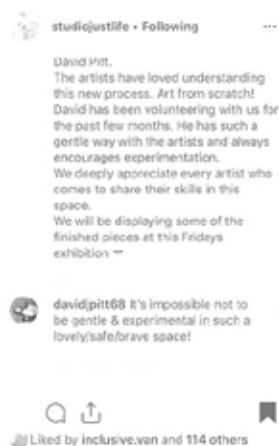 studiojustlife • Following
David Pitt.
The artists have loved understanding
this new process. Art from scratch!
David has been volunteering with us for
the past few months. He has such a
gentle way with the artists and always
encourages experimentation.
We deeply appreciate every artist who
comes to share their skills in this
space.
We will be displaying some of the
finished pieces at this Fridays
exhibition
davidjpitt68 It's impossible not to
be gentle & experimental in such a
lovely/safe/brave space!
Liked by inclusive.van and 114 others